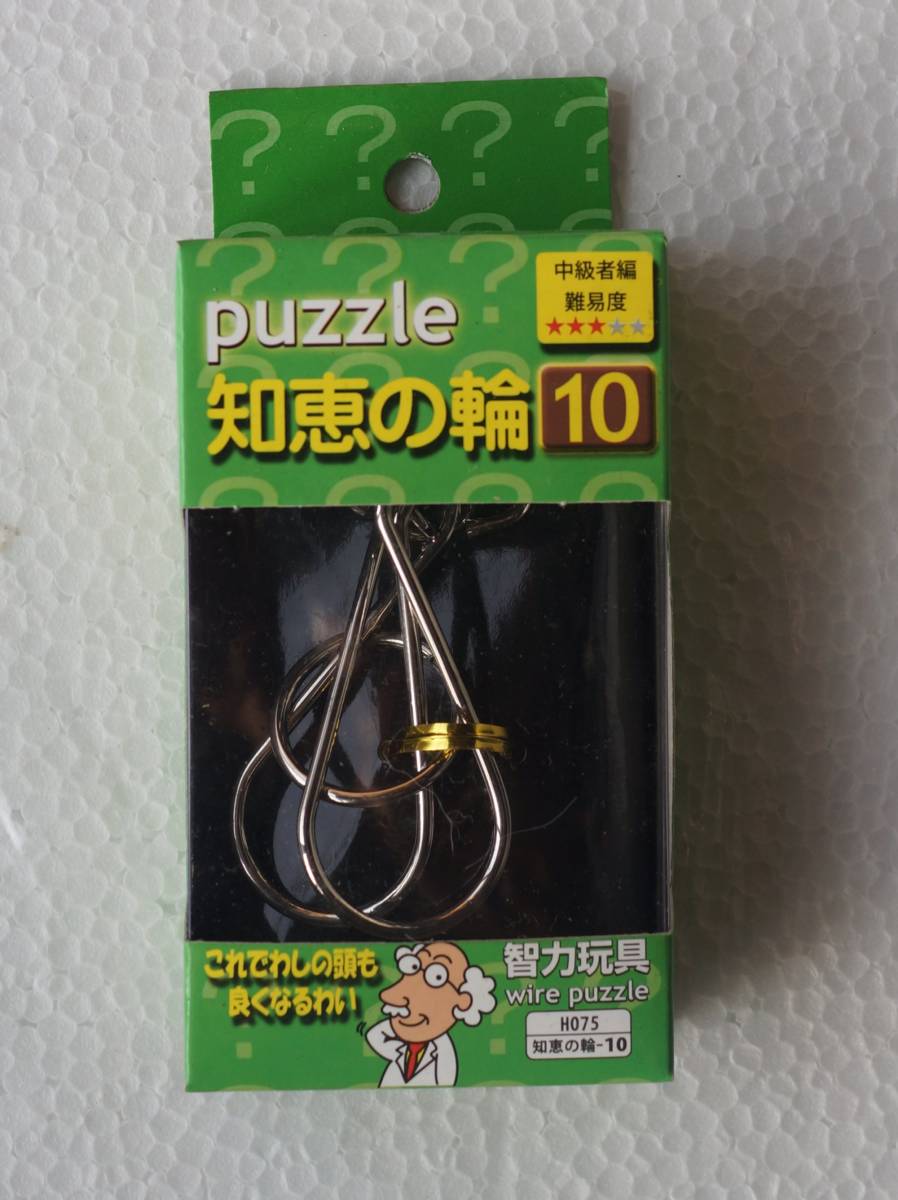 中級者編
難易度
★★★★★
puzzle
知恵の輪 10
これでわしの頭も
良くなるわい
智力玩具
wire puzzle
H075
知恵の輪-10